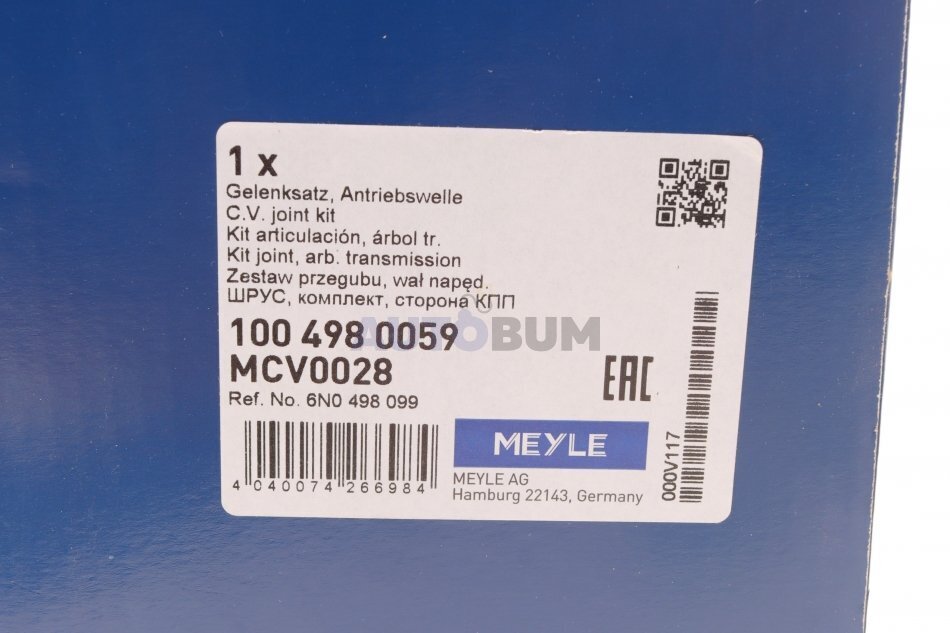 1 x
Gelenksatz, Antriebswelle
C.V. joint kit
Kit articulación, árbol tr.
Kit joint, arb. transmission
Zestaw przegubu, wał napęd.
ШРУС, комплект, сторона КПП
100 498 0059
AUTOBUM
MCV0028
EAC
Ref. No. 6N0 498 099
MEYLE
4 040074 266984
MEYLE AG
Hamburg 22143, Germany
000V117